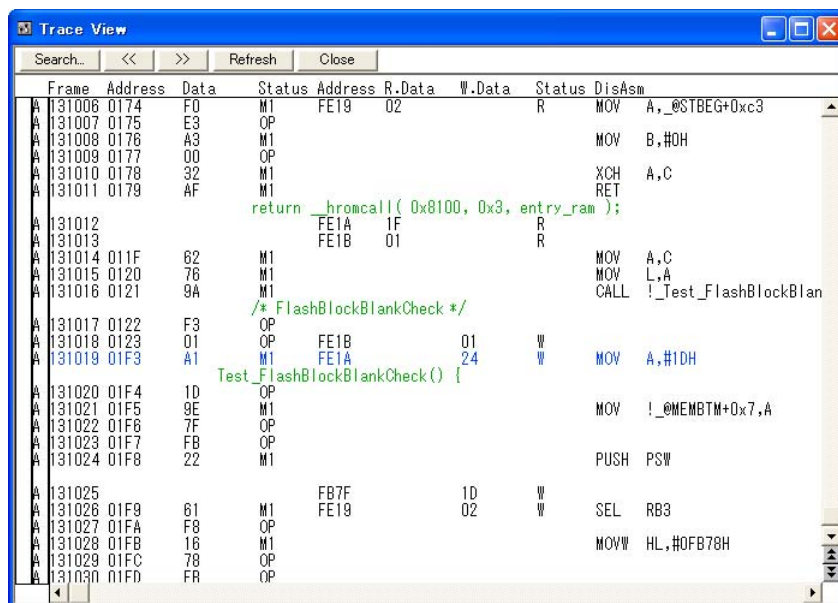 Trace View
Search... << >> Refresh Close
Frame Address Data Status Address R.Data W.Data Status DisAsm
A 131006 0174 F0 M1 FE19 02 R MOV A,_@STBEG+0xc3
A 131007 0175 E3 OP
A 131008 0176 A3 M1 MOV B,#0H
A 131009 0177 00 OP
A 131010 0178 32 M1 XCH A,C
A 131011 0179 AF M1 RET
return __hromcall( 0x8100, 0x3, entry_ram );
A 131012 FE1A 1F R
A 131013 FE1B 01 R
A 131014 011F 62 M1 MOV A,C
A 131015 0120 76 M1 MOV L,A
A 131016 0121 9A M1 CALL !_Test_FlashBlockBlan
/* FlashBlockBlankCheck */
A 131017 0122 F3 OP
A 131018 0123 01 OP FE1B 01 W
A 131019 01F3 A1 M1 FE1A 24 W MOV A,#1DH
Test_FlashBlockBlankCheck() {
A 131020 01F4 1D OP
A 131021 01F5 9E M1 MOV !_@MEMBTM+0x7,A
A 131022 01F6 7F OP
A 131023 01F7 FB OP
A 131024 01F8 22 M1 PUSH PSW
A 131025 FB7F 1D W
A 131026 01F9 61 M1 FE19 02 W SEL RB3
A 131027 01FA F8 OP
A 131028 01FB 16 M1 MOVW HL,#0FB78H
A 131029 01FC 78 OP
A 131030 01FD FB OP